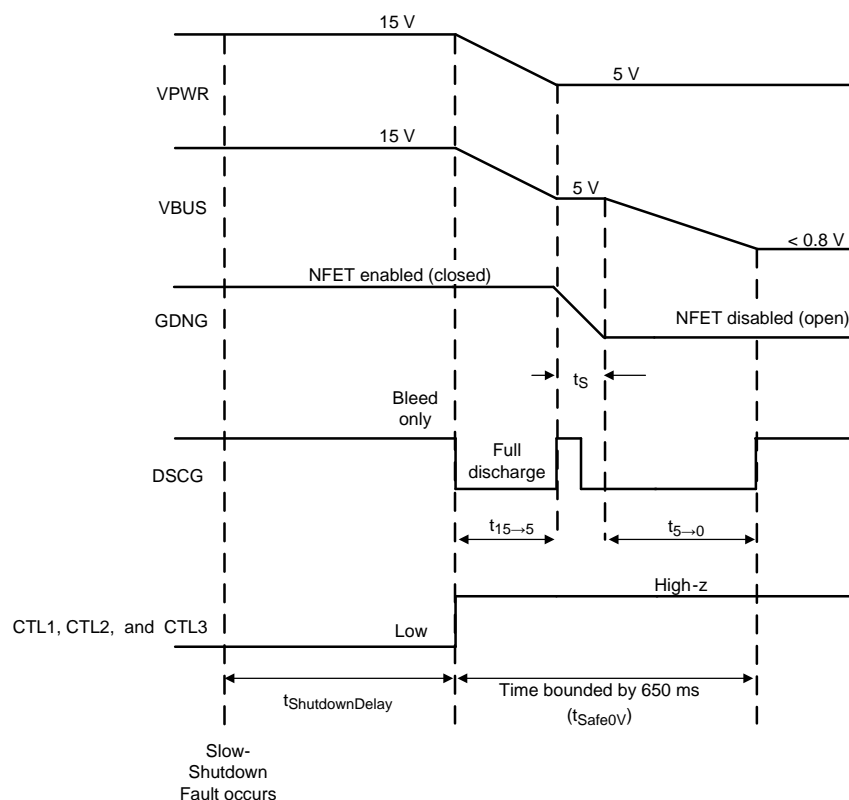 15 V
5 V
VPWR
15 V
5 V
VBUS
< 0.8 V
NFET enabled (closed)
GDNG
NFET disabled (open)
tS
Bleed
only
Full
discharge
DSCG
t15→5
t5→0
High-z
CTL1, CTL2, and CTL3
Low
tShutdownDelay
Time bounded by 650 ms
(tSafe0V)
Slow-
Shutdown
Fault occurs